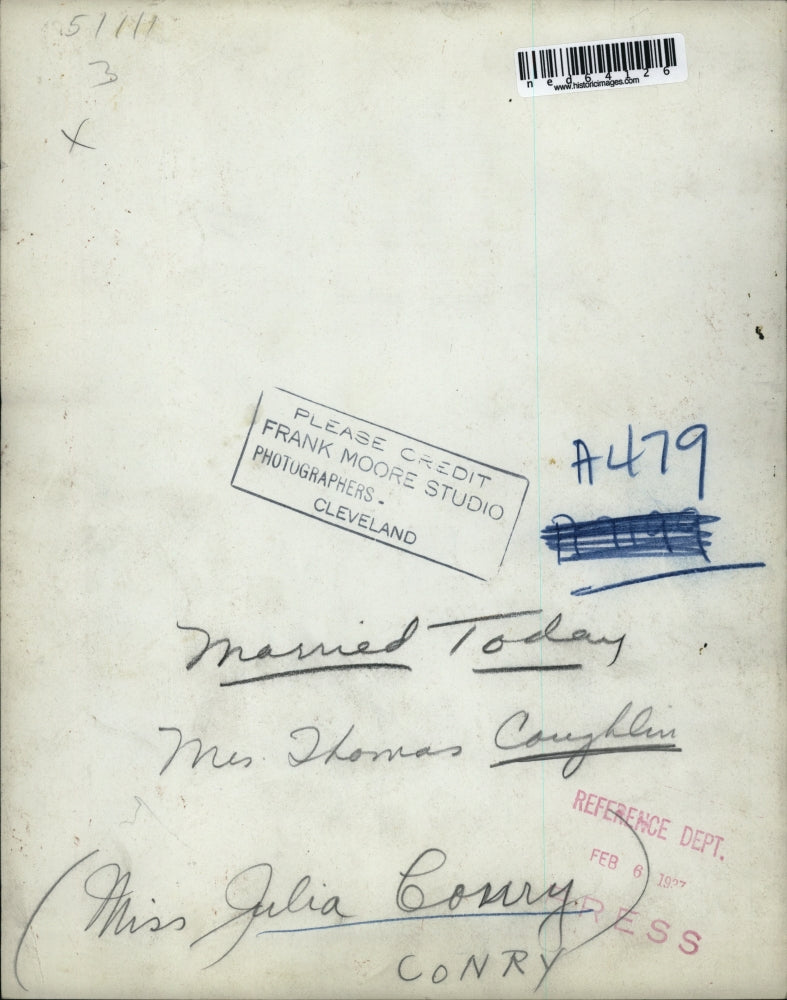 51111
3
X
ned64126
www.historicimages.com
PLEASE CREDIT
FRANK MOORE STUDIO
PHOTOGRAPHERS -
CLEVELAND
A479
Married Today
Mrs Thomas Coughlin
REFERENCE DEPT.
FEB 6 1927
PRESS
(Miss Julia Conry)
CONRY